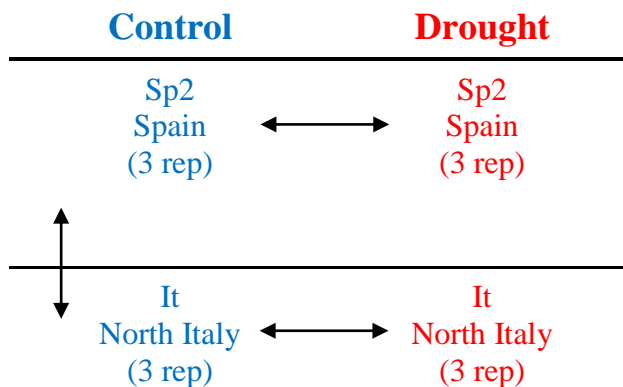 Control Drought
Sp2 Sp2
Spain Spain
(3 rep) (3 rep)
It It
North Italy North Italy
(3 rep) (3 rep)